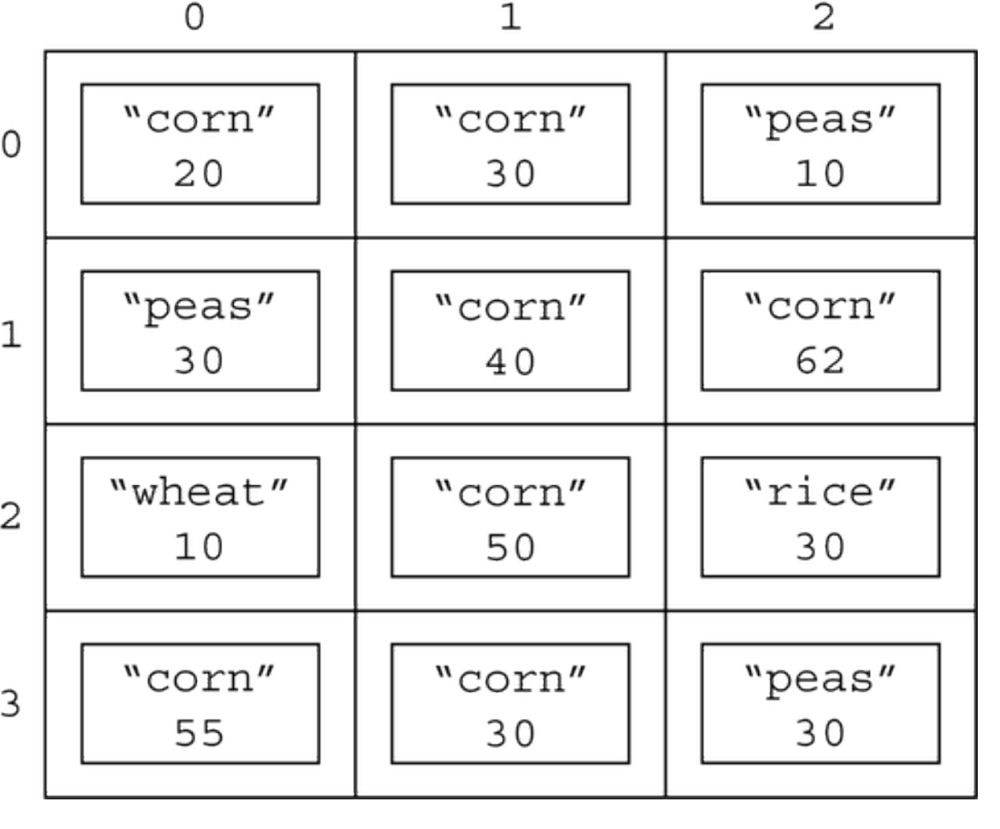 0 1 2
0
“corn” “corn” “peas”
20 30 10
1
“peas” “corn” “corn”
30 40 62
2
“wheat” “corn” “rice”
10 50 30
3
“corn” “corn” “peas”
55 30 30